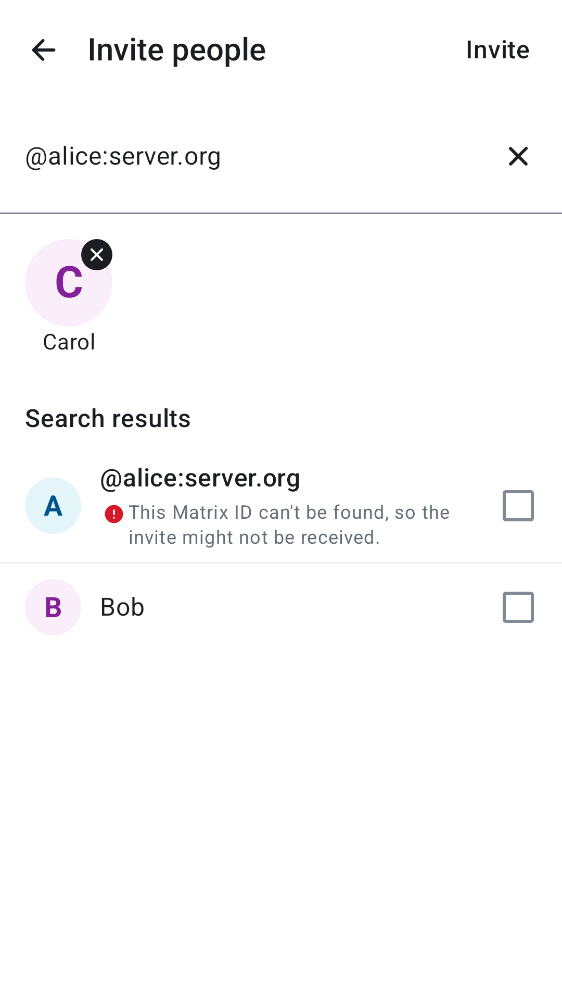 Invite people
Invite
@alice:server.org
C
Carol
Search results
A
@alice:server.org
This Matrix ID can't be found, so the
invite might not be received.
B
Bob